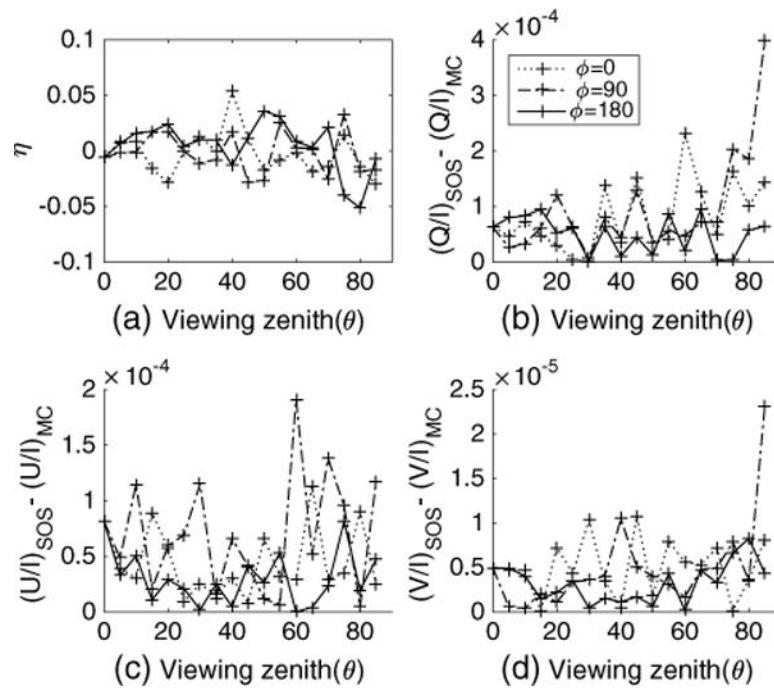 0.1
0.05
0
-0.05
-0.1
η
0 20 40 60 80
(a) Viewing zenith(θ)
× 10-4
4
3
2
1
0
(Q/I)SOS- (Q/I)MC
ϕ=0
ϕ=90
ϕ=180
0 20 40 60 80
(b) Viewing zenith(θ)
× 10-4
2
1.5
1
0.5
0
(U/I)SOS- (U/I)MC
0 20 40 60 80
(c) Viewing zenith(θ)
× 10-5
2.5
2
1.5
1
0.5
0
(V/I)SOS- (V/I)MC
0 20 40 60 80
(d) Viewing zenith(θ)